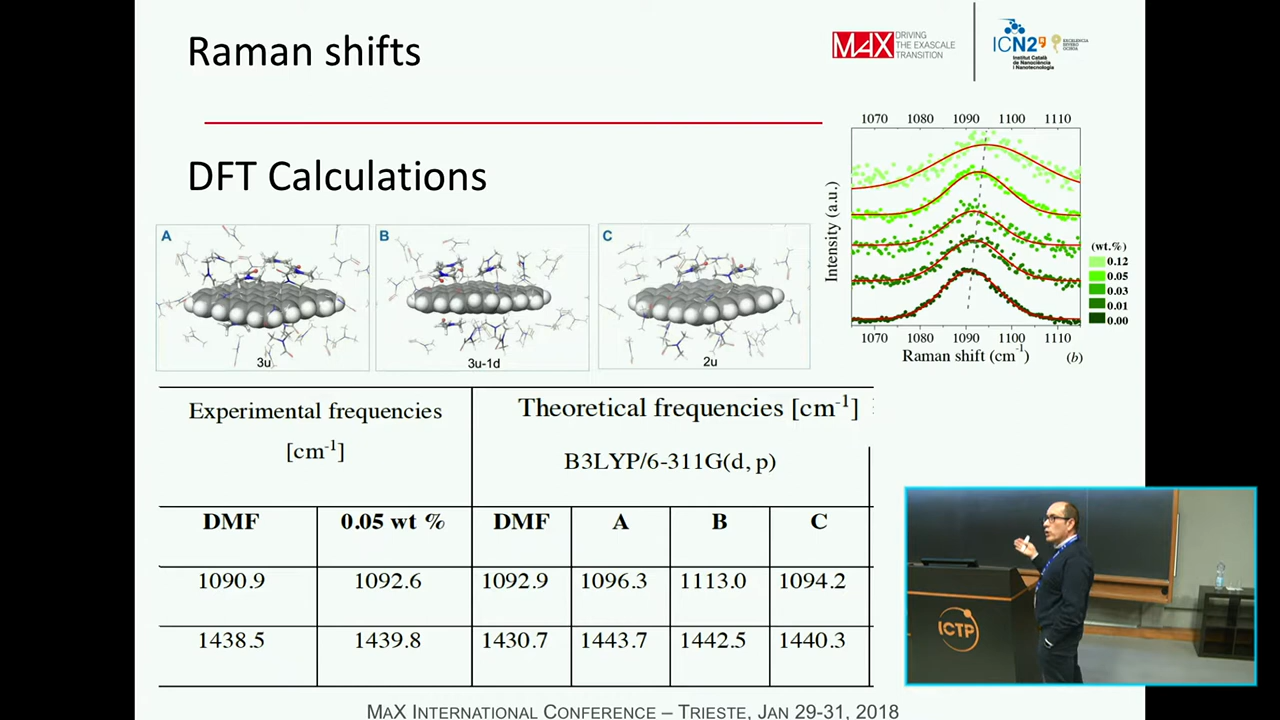 Raman shifts
MAX DRIVING
THE EXASCALE
TRANSITION
ICN2
EXCELENCIA
SEVERO
OCHOA
Institut Català
de Nanociència
i Nanotecnologia
DFT Calculations
A
B
C
3u
3u-1d
2u
1070 1080 1090 1100 1110
Intensity (a.u.)
(wt.%)
0.12
0.05
0.03
0.01
0.00
1070 1080 1090 1100 1110
Raman shift (cm-1)
(b)
Experimental frequencies
[cm-1]
Theoretical frequencies [cm-1]
B3LYP/6-311G(d, p)
DMF 0.05 wt % DMF A B C
1090.9 1092.6 1092.9 1096.3 1113.0 1094.2
1438.5 1439.8 1430.7 1443.7 1442.5 1440.3
ICTP
MAX INTERNATIONAL CONFERENCE – TRIESTE, JAN 29-31, 2018